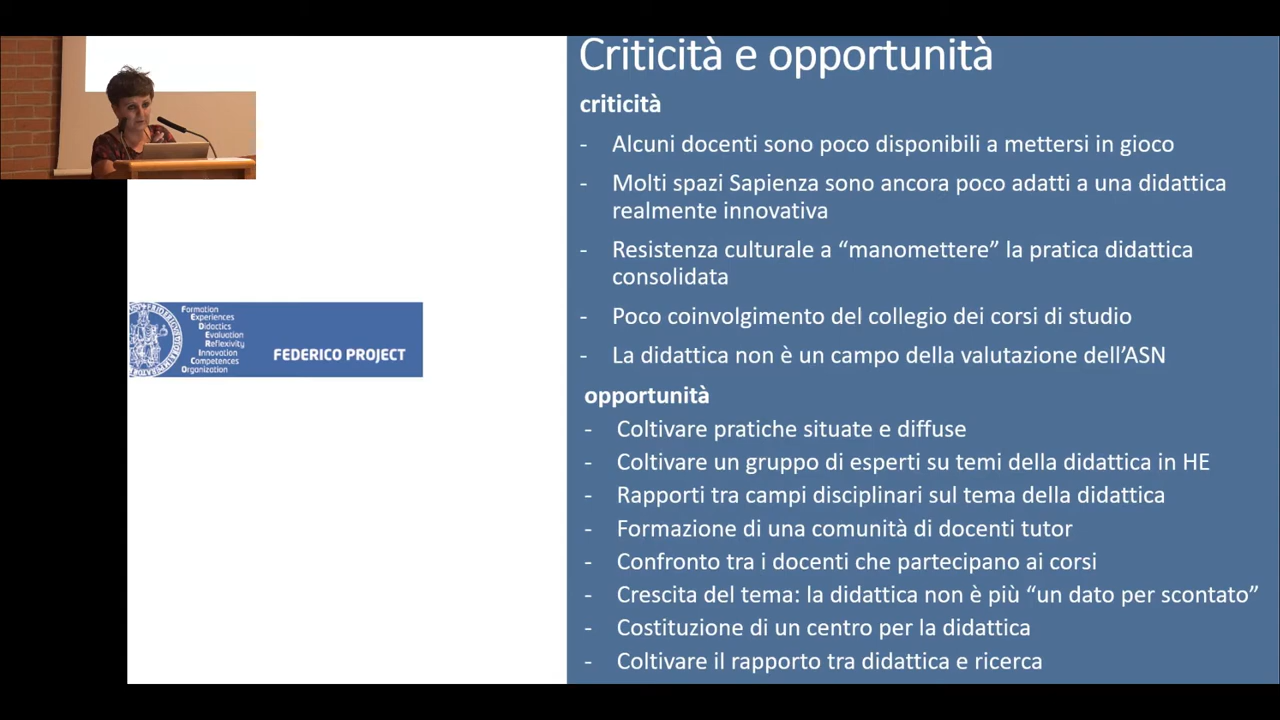 Criticità e opportunità
criticità
- Alcuni docenti sono poco disponibili a mettersi in gioco
- Molti spazi Sapienza sono ancora poco adatti a una didattica
realmente innovativa
- Resistenza culturale a “manomettere” la pratica didattica
consolidata
- Poco coinvolgimento del collegio dei corsi di studio
- La didattica non è un campo della valutazione dell’ASN
opportunità
- Coltivare pratiche situate e diffuse
- Coltivare un gruppo di esperti su temi della didattica in HE
- Rapporti tra campi disciplinari sul tema della didattica
- Formazione di una comunità di docenti tutor
- Confronto tra i docenti che partecipano ai corsi
- Crescita del tema: la didattica non è più “un dato per scontato”
- Costituzione di un centro per la didattica
- Coltivare il rapporto tra didattica e ricerca
Formation
Experiences
Didactics
Evaluation
Reflexivity
Innovation
Competences
Organization
FEDERICO PROJECT